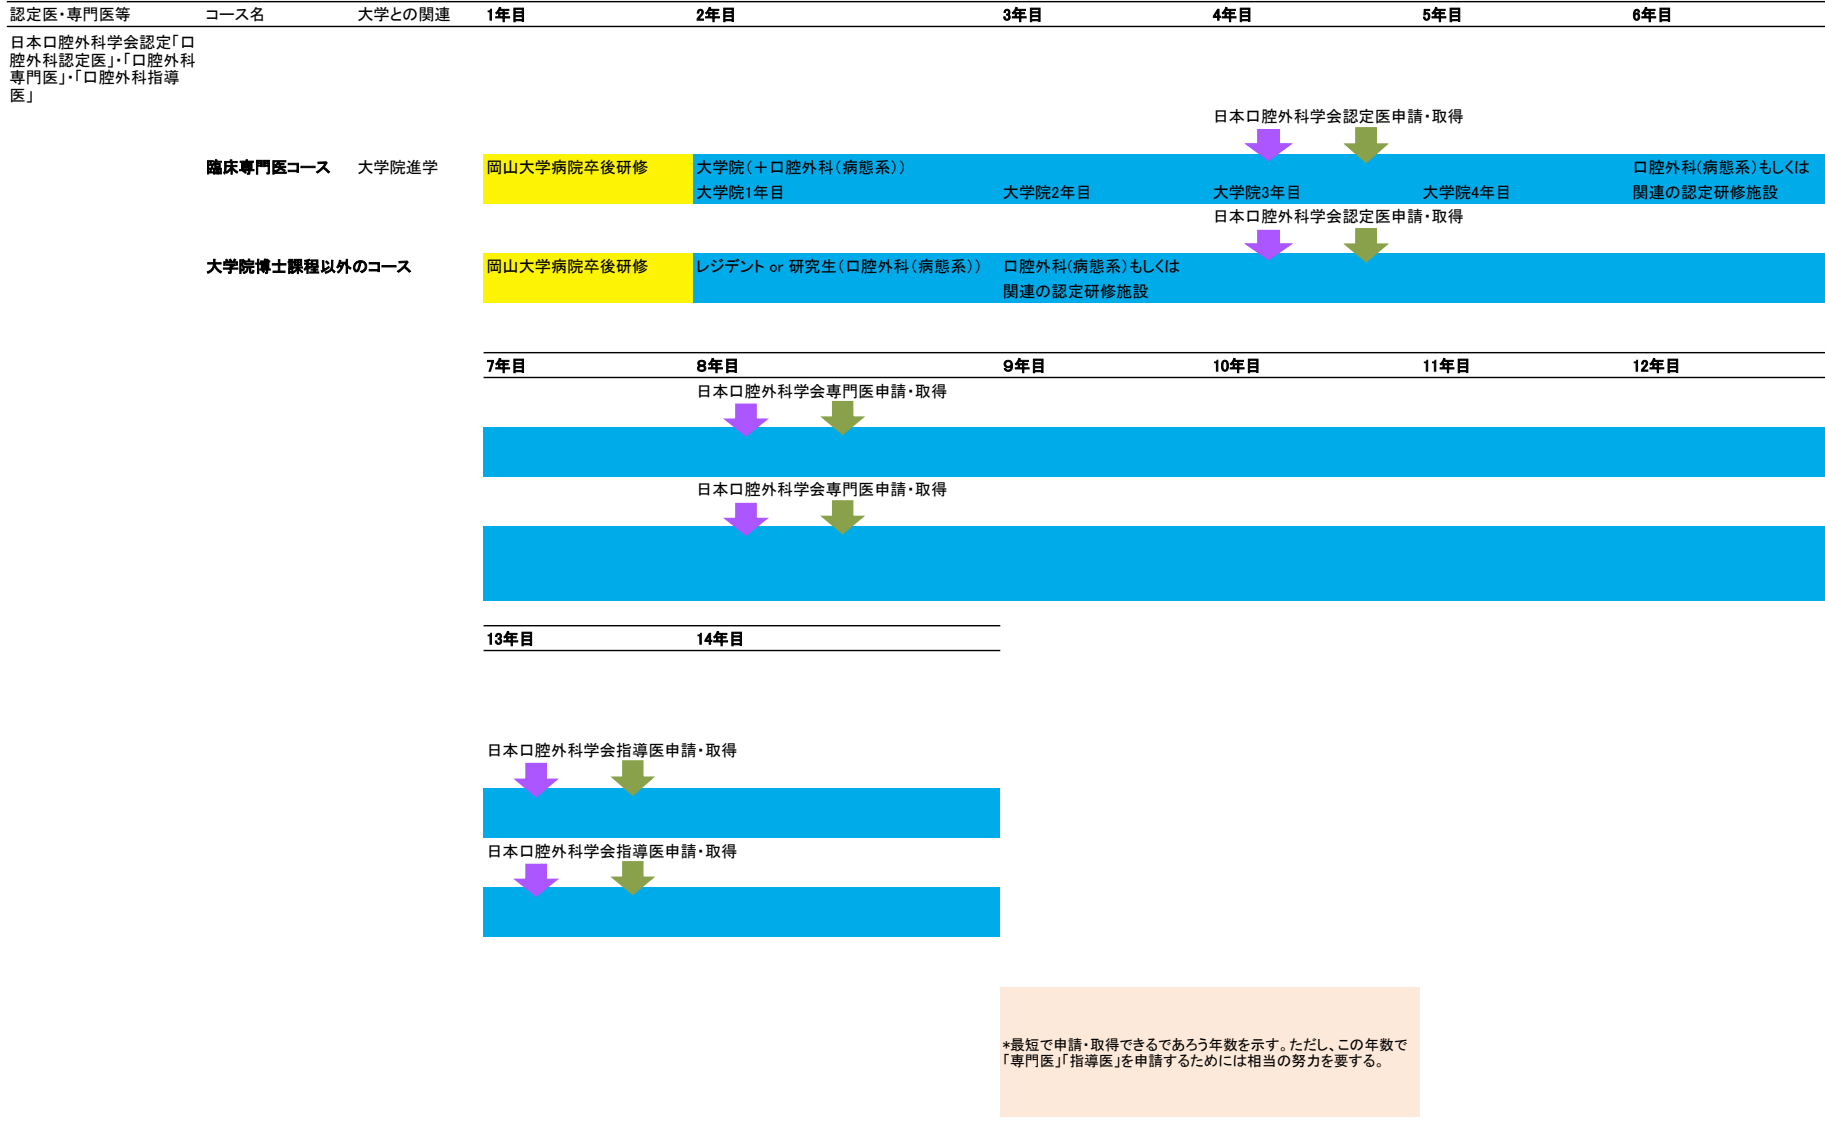 認定医・専門医等 コース名 大学との関連 1年目 2年目 3年目 4年目 5年目 6年目
日本口腔外科学会認定「口
腔外科認定医」・「口腔外科
専門医」・「口腔外科指導
医」
日本口腔外科学会認定医申請・取得
臨床専門医コース 大学院進学 岡山大学病院卒後研修 大学院(+口腔外科(病態系)) 口腔外科(病態系)もしくは
大学院1年目 大学院2年目 大学院3年目 大学院4年目 関連の認定研修施設
日本口腔外科学会認定医申請・取得
大学院博士課程以外のコース 岡山大学病院卒後研修 レジデント or 研究生(口腔外科(病態系)) 口腔外科(病態系)もしくは
関連の認定研修施設
7年目 8年目 9年目 10年目 11年目 12年目
日本口腔外科学会専門医申請・取得
日本口腔外科学会専門医申請・取得
13年目 14年目
日本口腔外科学会指導医申請・取得
日本口腔外科学会指導医申請・取得
*最短で申請・取得できるであろう年数を示す。ただし、この年数で
「専門医」「指導医」を申請するためには相当の努力を要する。